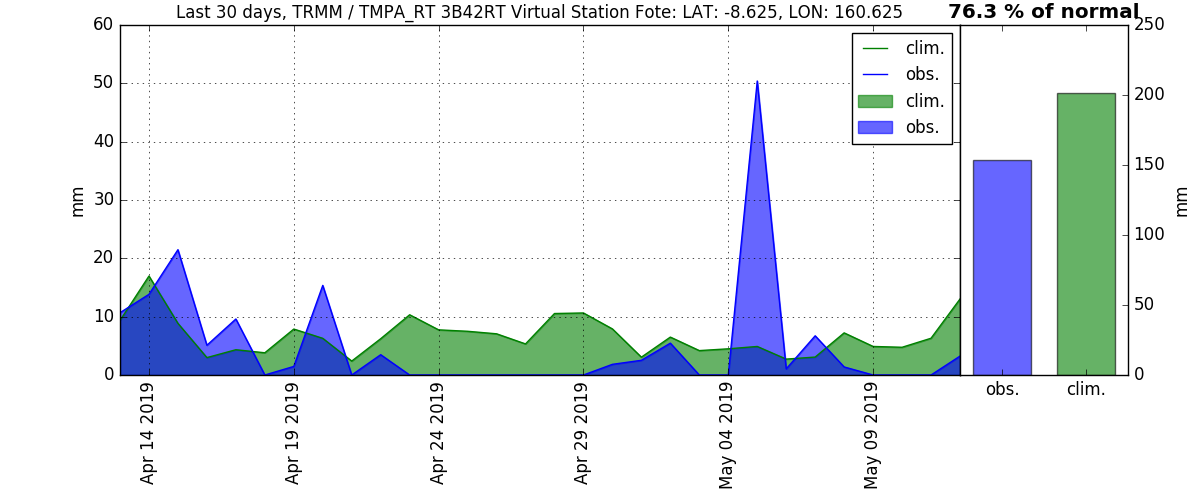 Last 30 days, TRMM / TMPA_RT 3B42RT Virtual Station Fote: LAT: -8.625, LON: 160.625
76.3 % of normal
60
50
40
30
20
10
0
mm
clim.
obs.
clim.
obs.
Apr 14 2019
Apr 19 2019
Apr 24 2019
Apr 29 2019
May 04 2019
May 09 2019
250
200
150
100
50
0
mm
obs.
clim.